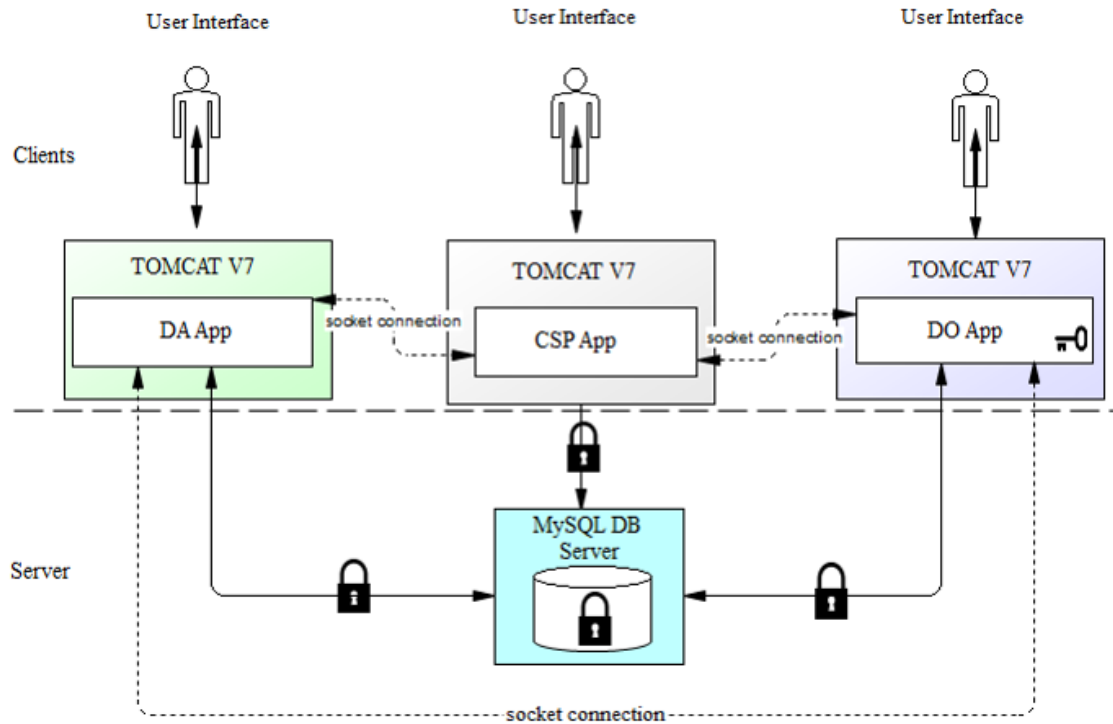 User Interface
User Interface
User Interface
Clients
TOMCAT V7
TOMCAT V7
TOMCAT V7
DA App
socket connection
CSP App
socket connection
DO App
MySQL DB
Server
Server
socket connection